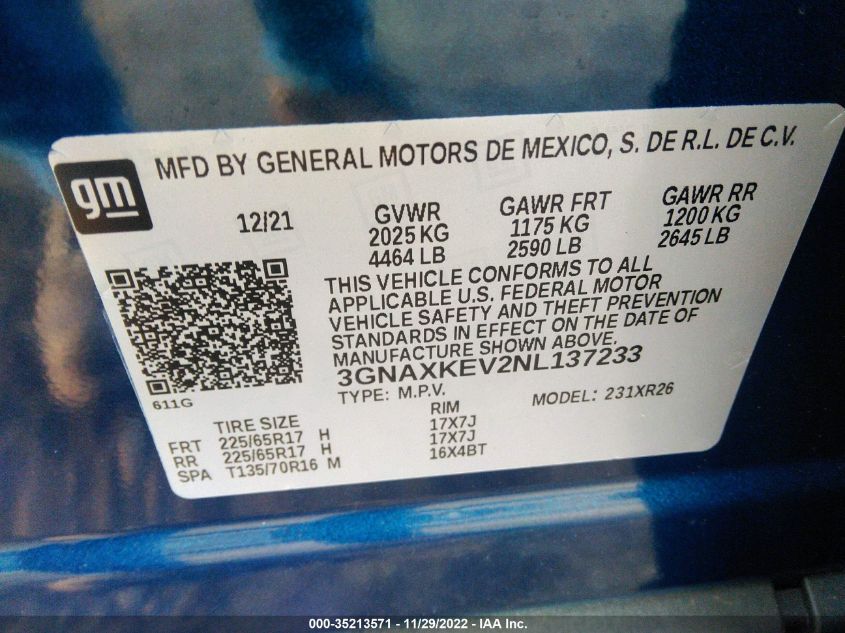 MFD BY GENERAL MOTORS DE MEXICO, S. DE R.L. DE C.V.
gm
12/21
GVWR
2025 KG
4464 LB
GAWR FRT
1175 KG
2590 LB
GAWR RR
1200 KG
2645 LB
THIS VEHICLE CONFORMS TO ALL
APPLICABLE U.S. FEDERAL MOTOR
VEHICLE SAFETY AND THEFT PREVENTION
STANDARDS IN EFFECT ON THE DATE OF
MANUFACTURE SHOWN ABOVE.
3GNAXKEV2NL137233
TYPE: M.P.V.
MODEL: 231XR26
611G
TIRE SIZE RIM
FRT 225/65R17 H 17X7J
RR 225/65R17 H 17X7J
SPA T135/70R16 M 16X4BT
000-35213571 - 11/29/2022 - IAA Inc.